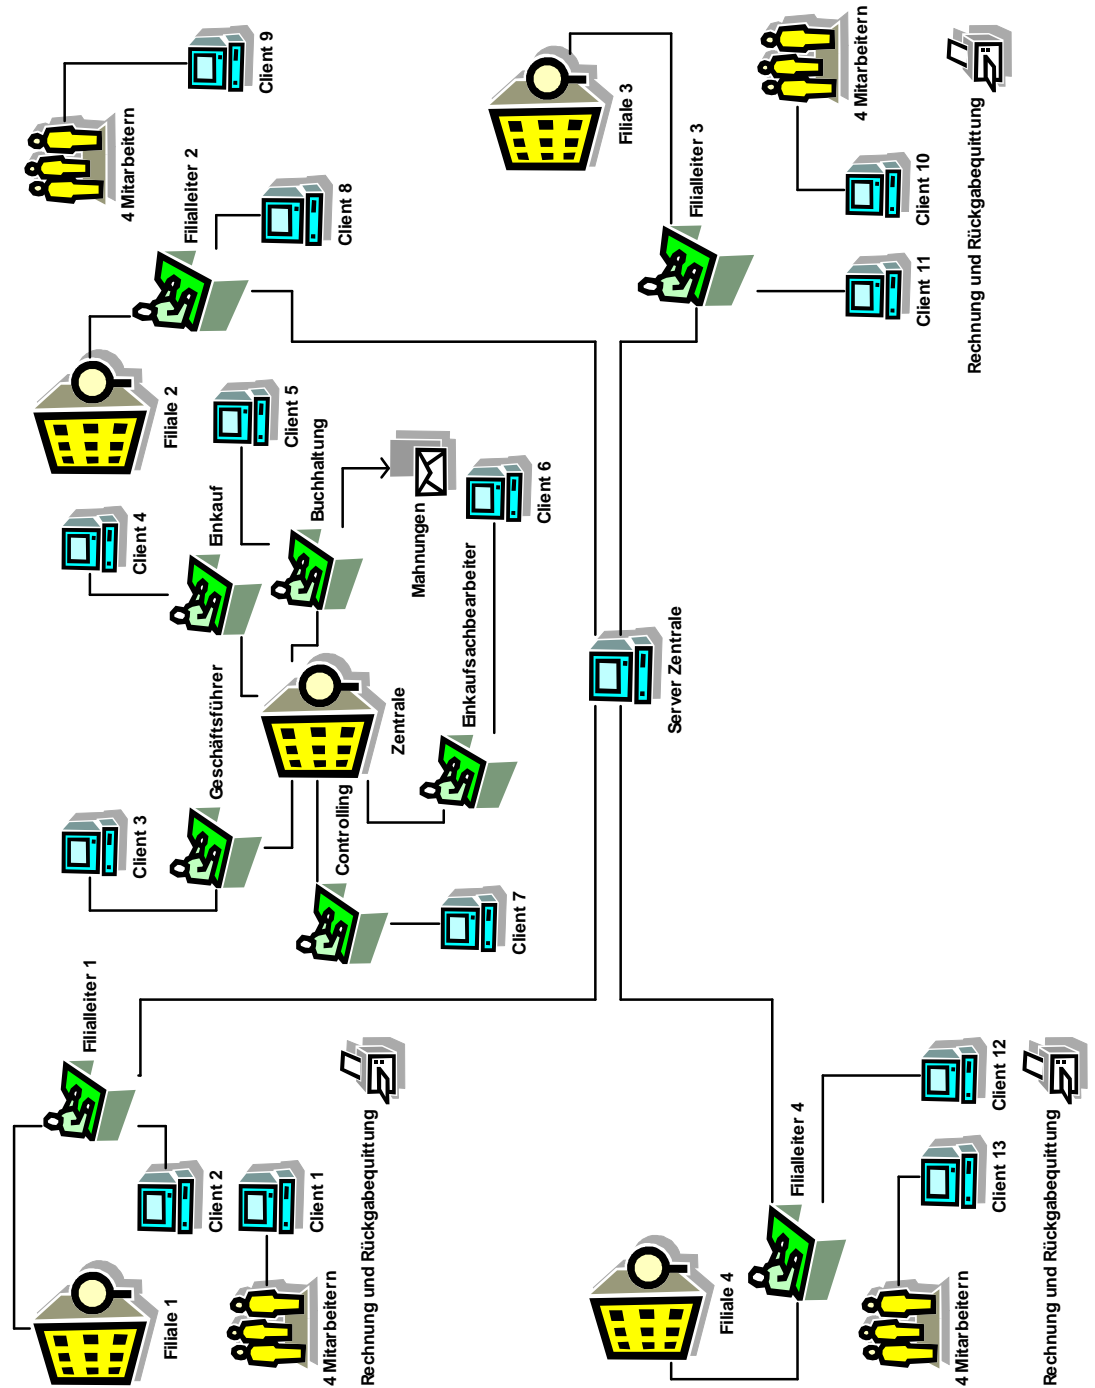 Filialleiter 1
4 Mitarbeitern
Client 3
Client 4
Filiale 1
Filiale 2
Filialleiter 2
Client 2
Geschäftsführer
Einkauf
Client 9
Client 5
Client 1
Buchhaltung
4 Mitarbeitern
Controlling
Client 8
Rechnung und Rückgabequittung
Zentrale
Mahnungen
Einkaufsachbearbeiter
Client 7
Client 6
Filiale 3
Server Zentrale
Filialleiter 3
Filiale 4
Filialleiter 4
4 Mitarbeitern
Client 11
Client 10
4 Mitarbeitern
Rechnung und Rückgabequittung
Client 13
Client 12
Rechnung und Rückgabequittung